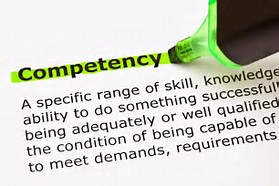 Competency
A specific range of skill, knowledge
ability to do something successful
being adequately or well qualified
the condition of being capable of
to meet demands, requirements